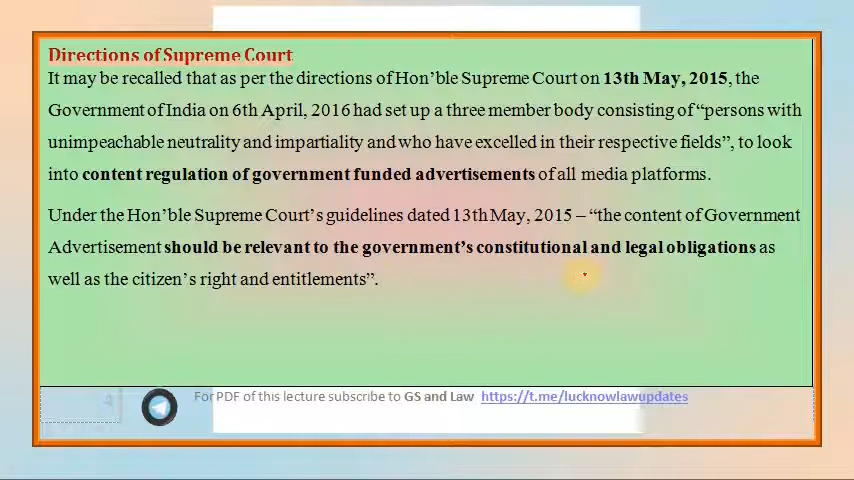 Directions of Supreme Court
It may be recalled that as per the directions of Hon’ble Supreme Court on 13th May, 2015, the
Government of India on 6th April, 2016 had set up a three member body consisting of “persons with
unimpeachable neutrality and impartiality and who have excelled in their respective fields”, to look
into content regulation of government funded advertisements of all media platforms.
Under the Hon’ble Supreme Court’s guidelines dated 13th May, 2015 – “the content of Government
Advertisement should be relevant to the government’s constitutional and legal obligations as
well as the citizen’s right and entitlements”.
For PDF of this lecture subscribe to GS and Law https://t.me/lucknowlawupdates